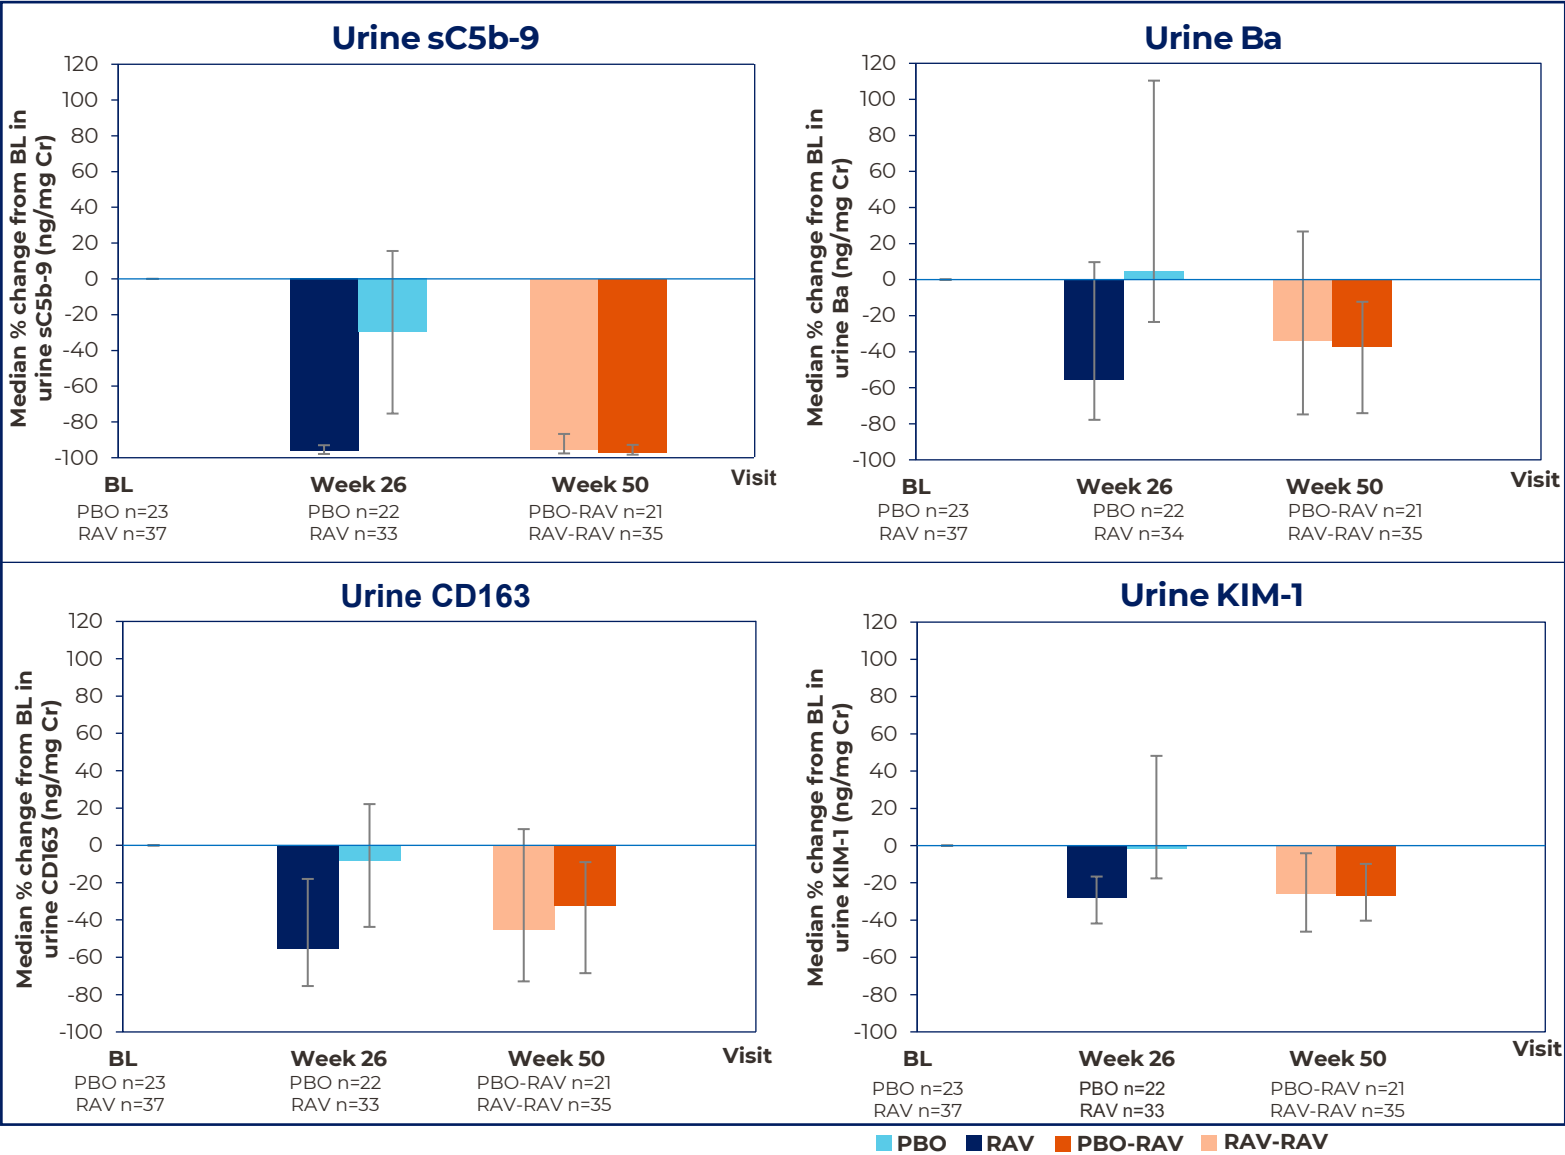 Urine sC5b-9
Median % change from BL in
urine sC5b-9 (ng/mg Cr)
120
100
80
60
40
20
0
-20
-40
-60
-80
-100
BL
PBO n=23
RAV n=37
Week 26
PBO n=22
RAV n=33
Week 50
PBO-RAV n=21
RAV-RAV n=35
Visit
Urine Ba
Median % change from BL in
urine Ba (ng/mg Cr)
120
100
80
60
40
20
0
-20
-40
-60
-80
-100
BL
PBO n=23
RAV n=37
Week 26
PBO n=22
RAV n=34
Week 50
PBO-RAV n=21
RAV-RAV n=35
Visit
Urine CD163
Median % change from BL in
urine CD163 (ng/mg Cr)
120
100
80
60
40
20
0
-20
-40
-60
-80
-100
BL
PBO n=23
RAV n=37
Week 26
PBO n=22
RAV n=33
Week 50
PBO-RAV n=21
RAV-RAV n=35
Visit
Urine KIM-1
Median % change from BL in
urine KIM-1 (ng/mg Cr)
120
100
80
60
40
20
0
-20
-40
-60
-80
-100
BL
PBO n=23
RAV n=37
Week 26
PBO n=22
RAV n=33
Week 50
PBO-RAV n=21
RAV-RAV n=35
Visit
PBO RAV PBO-RAV RAV-RAV